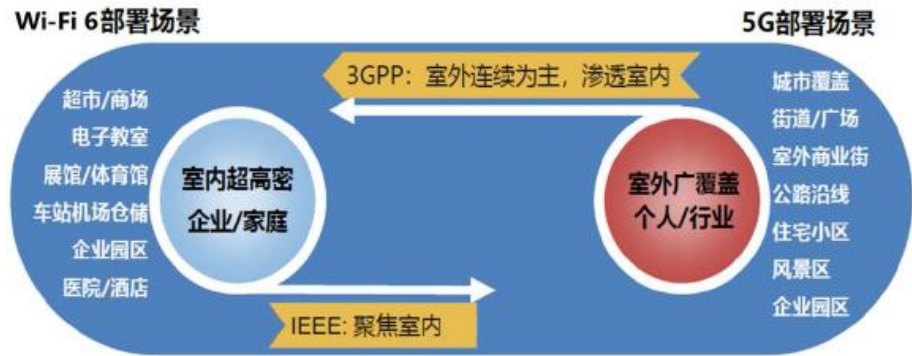 Wi-Fi 6部署场景
5G部署场景
3GPP：室外连续为主，渗透室内
超市/商场
电子教室
展馆/体育馆
车站机场仓储
企业园区
医院/酒店
室内超高密
企业/家庭
室外广覆盖
个人/行业
城市覆盖
街道/广场
室外商业街
公路沿线
住宅小区
风景区
企业园区
IEEE: 聚焦室内